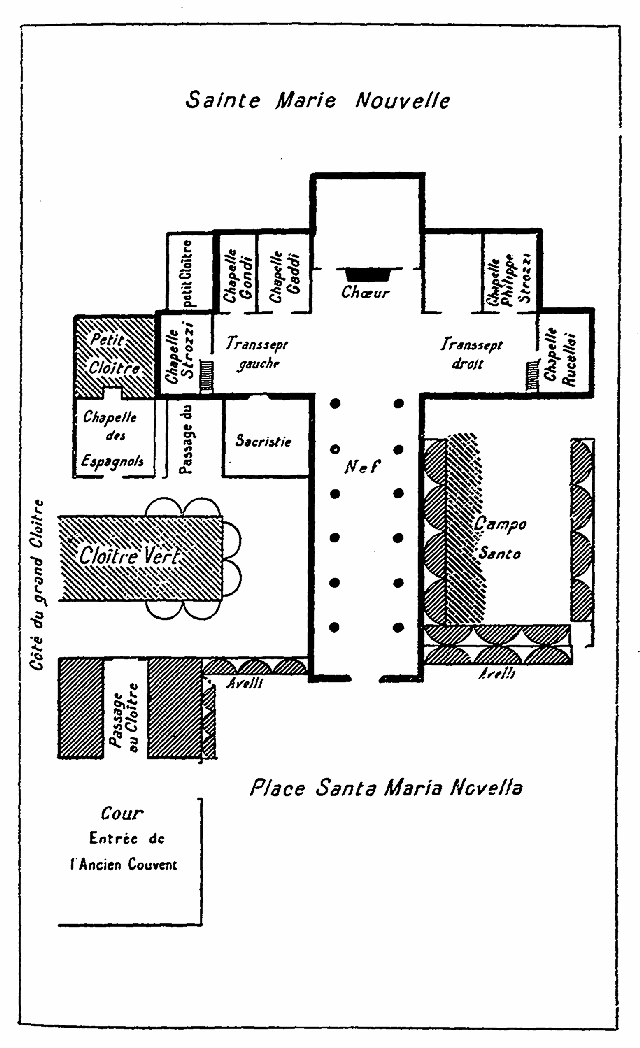 Sainte Marie Nouvelle
petit Cloître
Chapelle
Gondi
Chapelle
Gaddi
Chœur
Chapelle
Philippe
Strozzi
Petit
Cloître
Chapelle
Strozzi
Transsept
gauche
Transsept
droit
Chapelle
Rucellai
Chapelle
des
Espagnols
Passage du
Sacristie
Nef
Côté du grand Cloître
Cloître Vert
Campo
Santo
Avelli
Avelli
Passage
au Cloître
Place Santa Maria Novella
Cour
Entrée de
l'Ancien Couvent